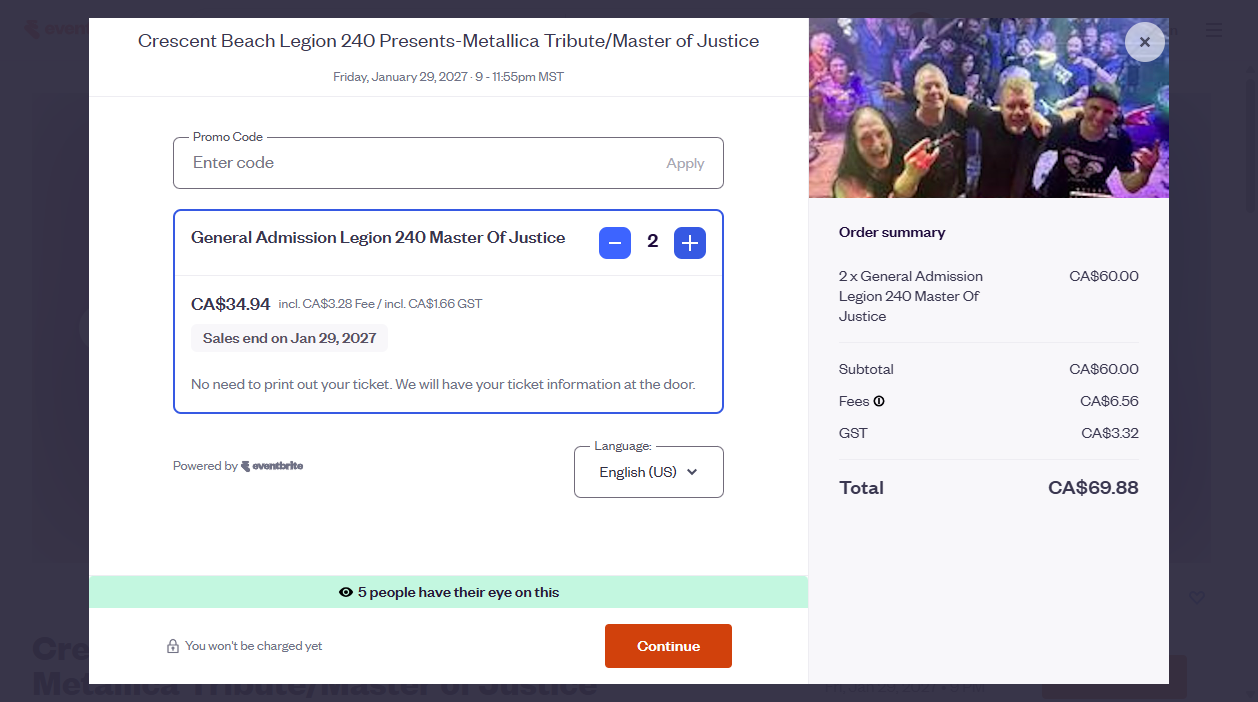 Crescent Beach Legion 240 Presents-Metallica Tribute/Master of Justice
Friday, January 29, 2027 · 9 - 11:55pm MST
Promo Code
Enter code
Apply
General Admission Legion 240 Master Of Justice
2
CA$34.94 incl. CA$3.28 Fee / incl. CA$1.66 GST
Sales end on Jan 29, 2027
No need to print out your ticket. We will have your ticket information at the door.
Powered by eventbrite
Language:
English (US)
5 people have their eye on this
You won't be charged yet
Continue
Order summary
2 x General Admission CA$60.00
Legion 240 Master Of
Justice
Subtotal CA$60.00
Fees CA$6.56
GST CA$3.32
Total CA$69.88
Metallica Tribute/Master of Justice